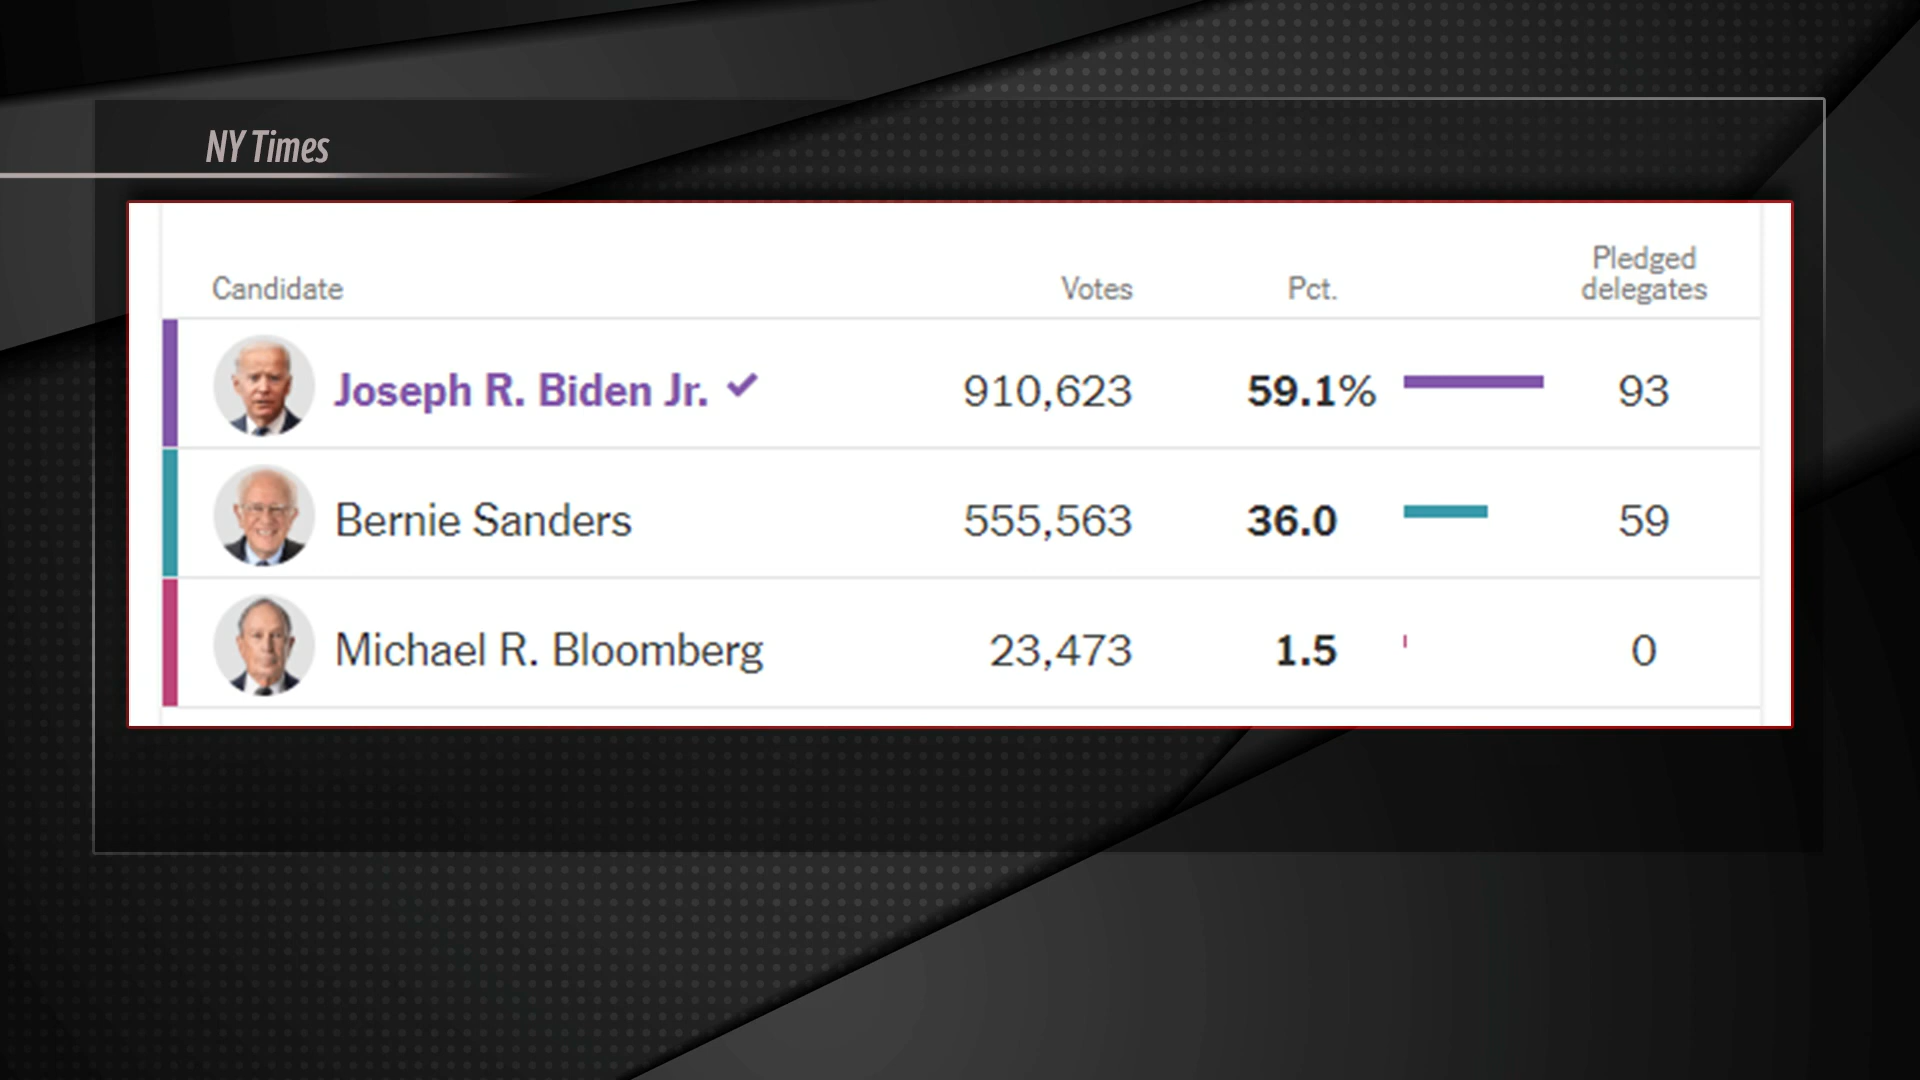 NY Times
Candidate Votes Pct. Pledged delegates
Joseph R. Biden Jr. ✓ 910,623 59.1% 93
Bernie Sanders 555,563 36.0 59
Michael R. Bloomberg 23,473 1.5 0